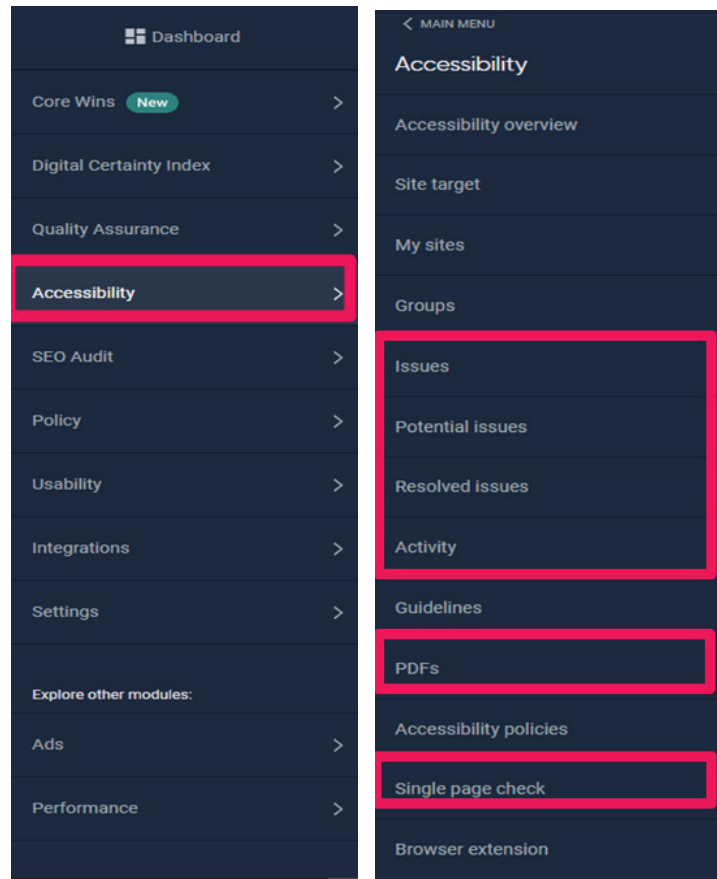 Dashboard
Core Wins New
Digital Certainty Index
Quality Assurance
Accessibility
SEO Audit
Policy
Usability
Integrations
Settings
Explore other modules:
Ads
Performance
MAIN MENU
Accessibility
Accessibility overview
Site target
My sites
Groups
Issues
Potential issues
Resolved issues
Activity
Guidelines
PDFs
Accessibility policies
Single page check
Browser extension